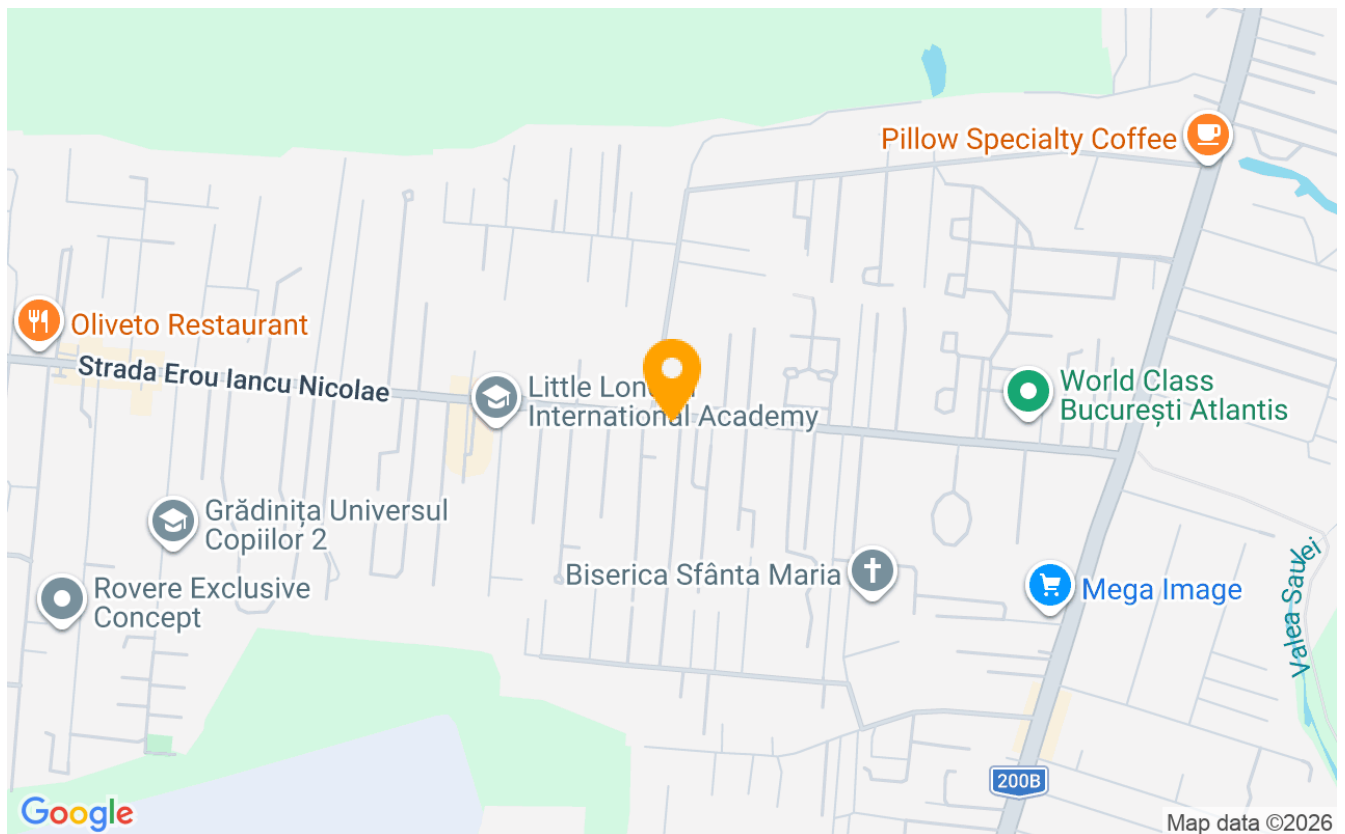 Pillow Specialty Coffee
Oliveto Restaurant
Strada Erou Iancu Nicolae
Little
International Academy
World Class
București Atlantis
Grădinița Universul
Copiilor 2
Biserica Sfânta Maria
Rovere Exclusive
Concept
Mega Image
Valea Saulei
200B
Google
Map data ©2026